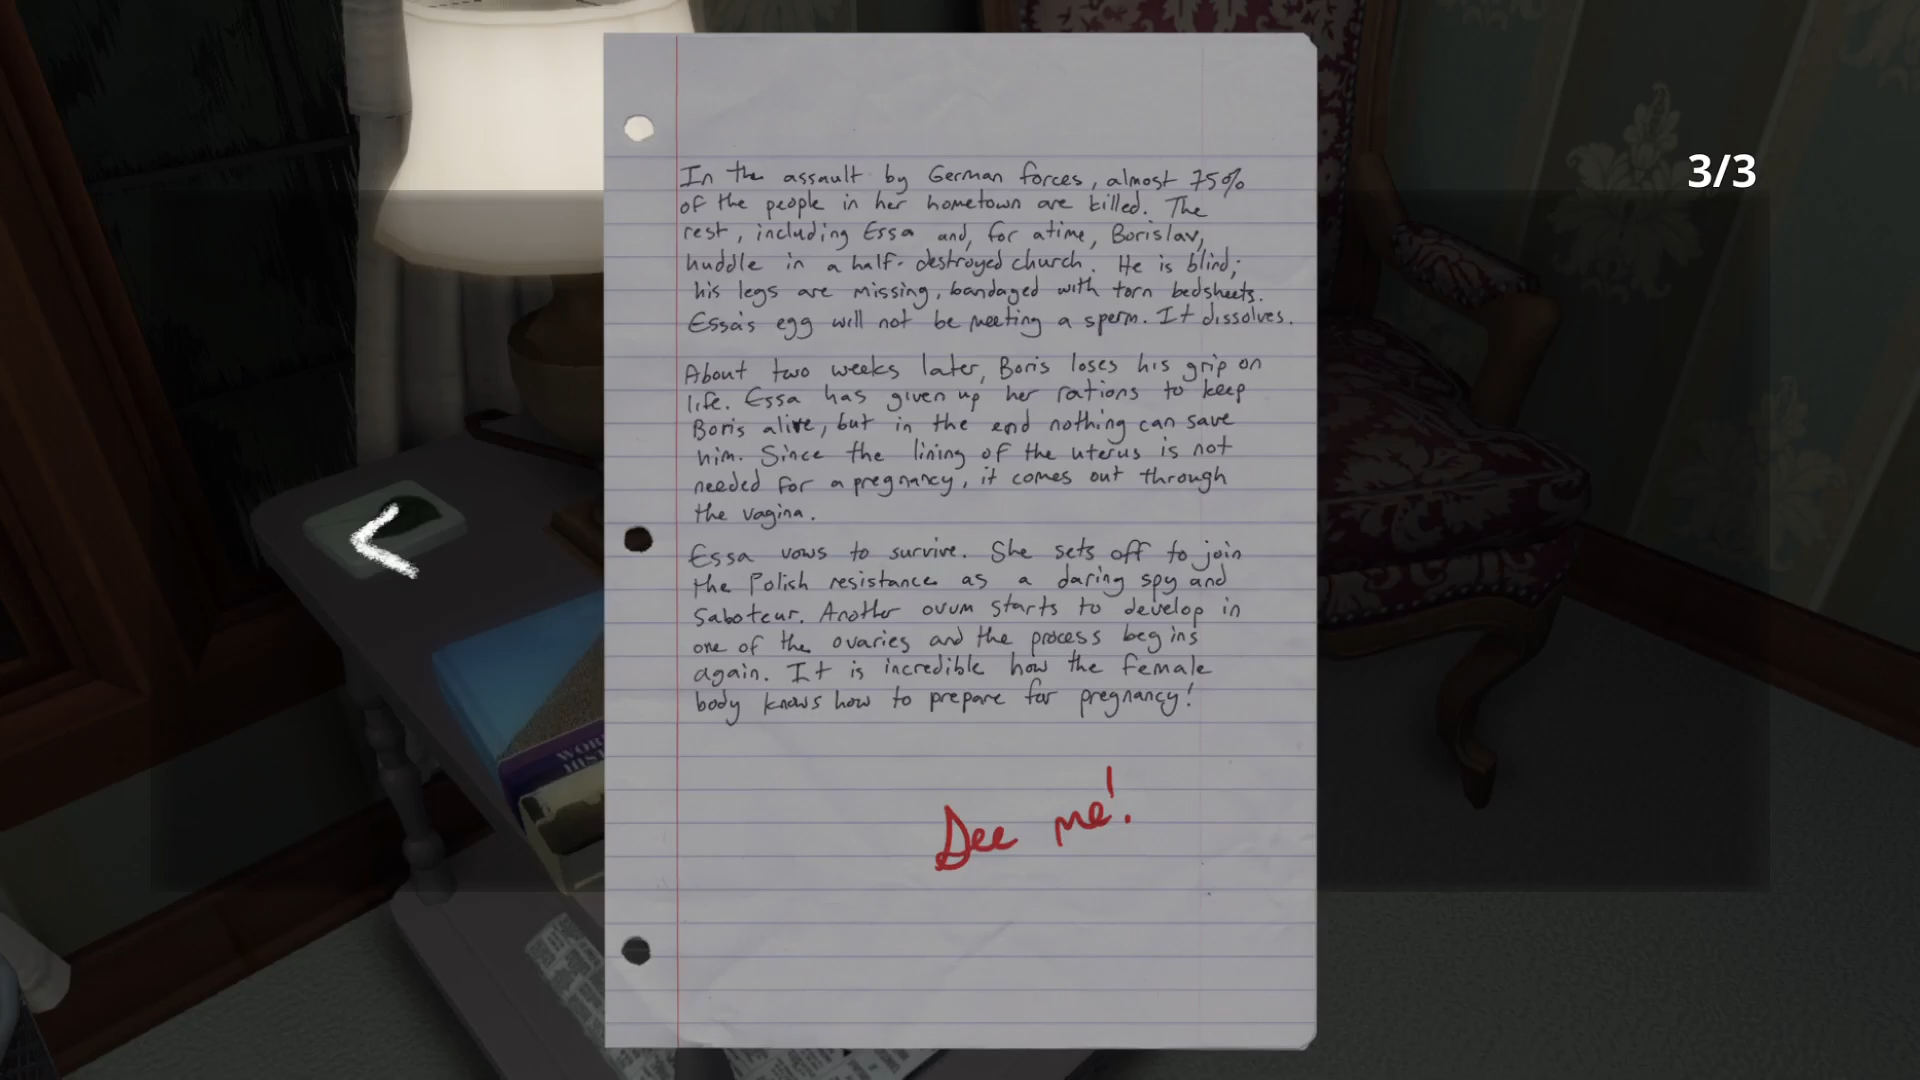 3/3
In the assault by German forces, almost 75%
of the people in her hometown are killed. The
rest, including Essa and, for atime, Borislav,
huddle in a half-destroyed church. He is blind;
his legs are missing, bandaged with torn bedsheets.
Essa's egg will not be meeting a sperm. It dissolves.
About two weeks later, Boris loses his grip on
life. Essa has given up her rations to keep
Boris alive, but in the end nothing can save
him. Since the lining of the uterus is not
needed for a pregnancy, it comes out through
the vagina.
Essa vows to survive. She sets off to join
the Polish resistance as a daring spy and
saboteur. Another ovum starts to develop in
one of the ovaries and the process begins
again. It is incredible how the female
body knows how to prepare for pregnancy!
See me!